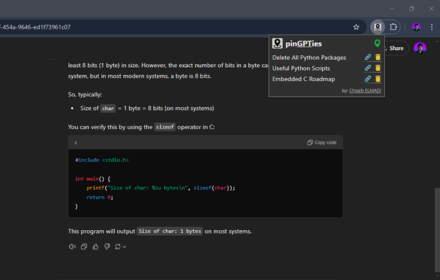 f-454a-9646-ed1f73961c07
pinGPTies
Share
Delete All Python Packages
Useful Python Scripts
Embedded C Roadmap
by: Chouaib ELMADI
least 8 bits (1 byte) in size. However, the exact number of bits in a byte ca
system, but in most modern systems, a byte is 8 bits.
So, typically:
• Size of char = 1 byte = 8 bits (on most systems)
You can verify this by using the sizeof operator in C:
c
Copy code
#include <stdio.h>
int main() {
printf("Size of char: %zu bytes\n", sizeof(char));
return 0;
}
This program will output Size of char: 1 bytes on most systems.